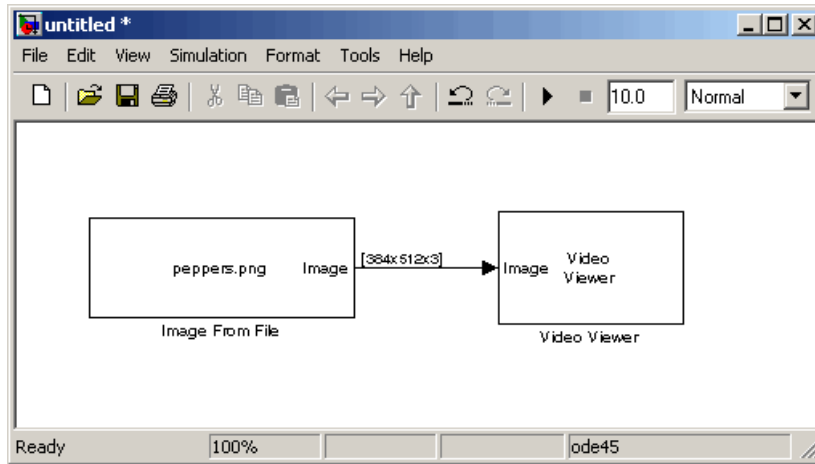 untitled *
File Edit View Simulation Format Tools Help
10.0 Normal
peppers.png Image [384x512x3] Image Video Viewer
Image From File
Video Viewer
Ready 100% ode45